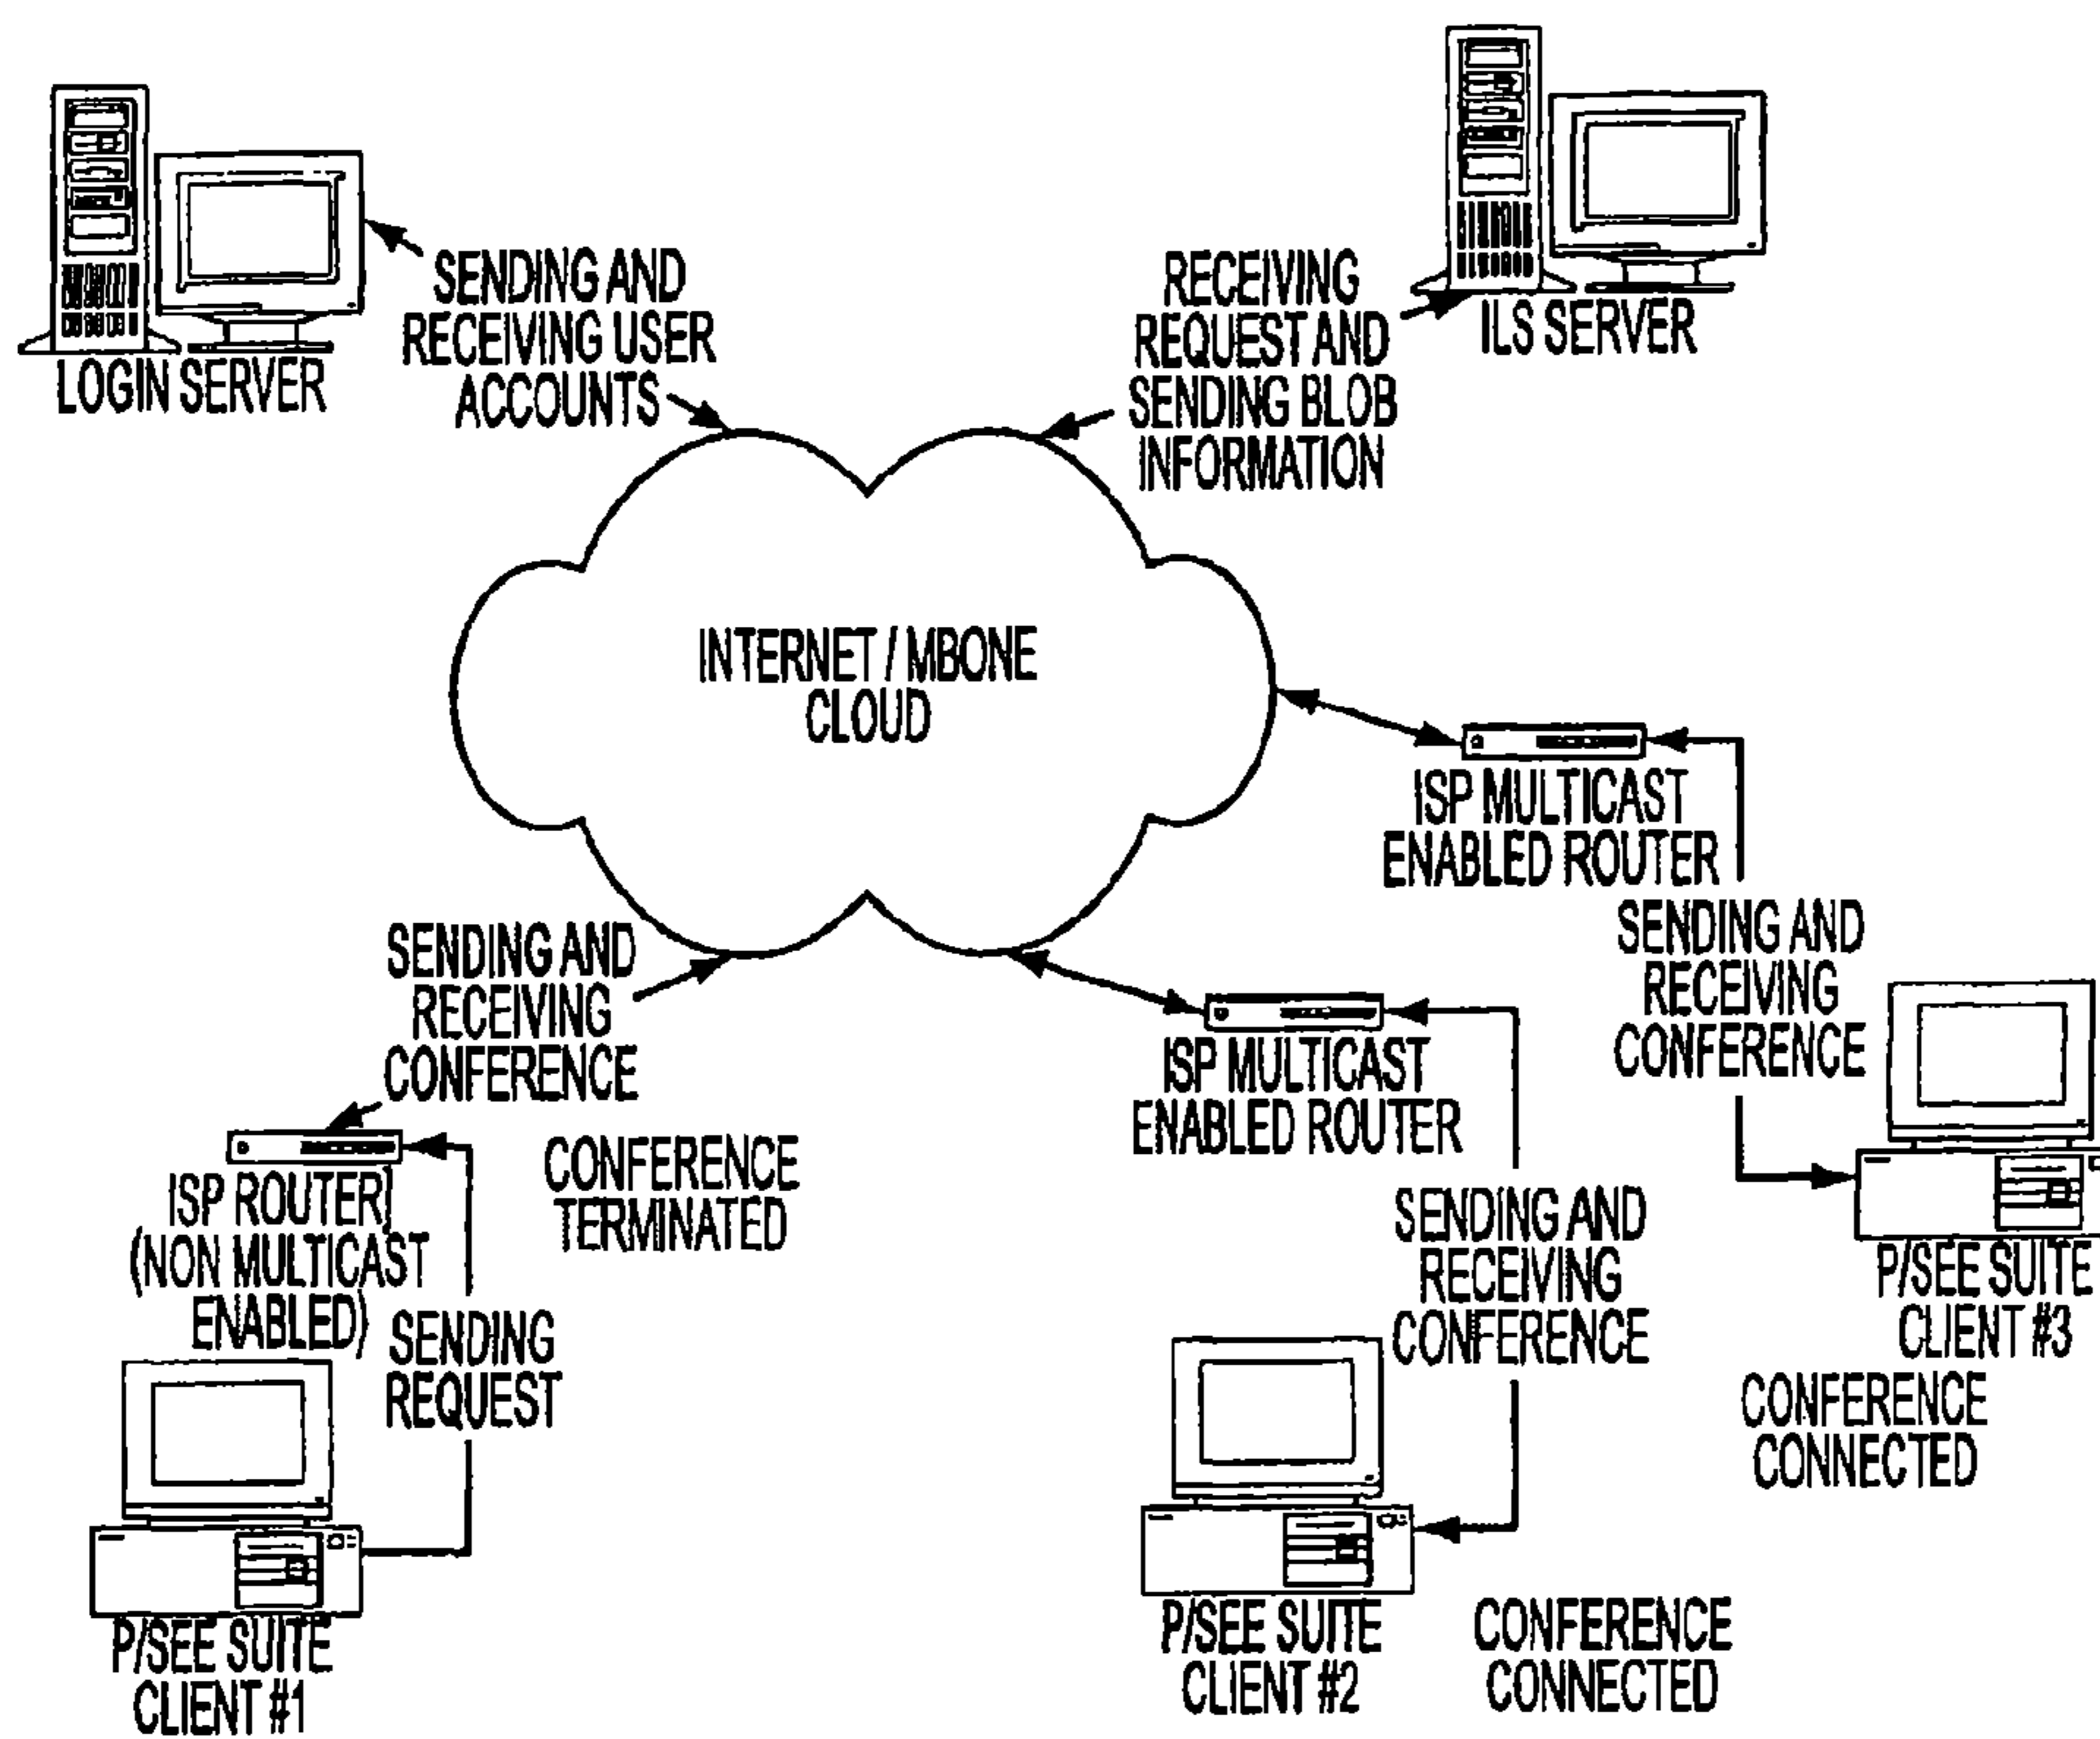 SENDING AND
RECEIVING USER
ACCOUNTS
LOGIN SERVER
RECEIVING
REQUEST AND
SENDING BLOB
INFORMATION
ILS SERVER
INTERNET / MBONE
CLOUD
ISP MULTICAST
ENABLED ROUTER
SENDING AND
RECEIVING
CONFERENCE
P/SEE SUITE
CLIENT #3
CONFERENCE
CONNECTED
SENDING AND
RECEIVING
CONFERENCE
ISP ROUTER
(NON MULTICAST
ENABLED)
CONFERENCE
TERMINATED
SENDING
REQUEST
P/SEE SUITE
CLIENT #1
ISP MULTICAST
ENABLED ROUTER
SENDING AND
RECEIVING
CONFERENCE
P/SEE SUITE
CLIENT #2
CONFERENCE
CONNECTED